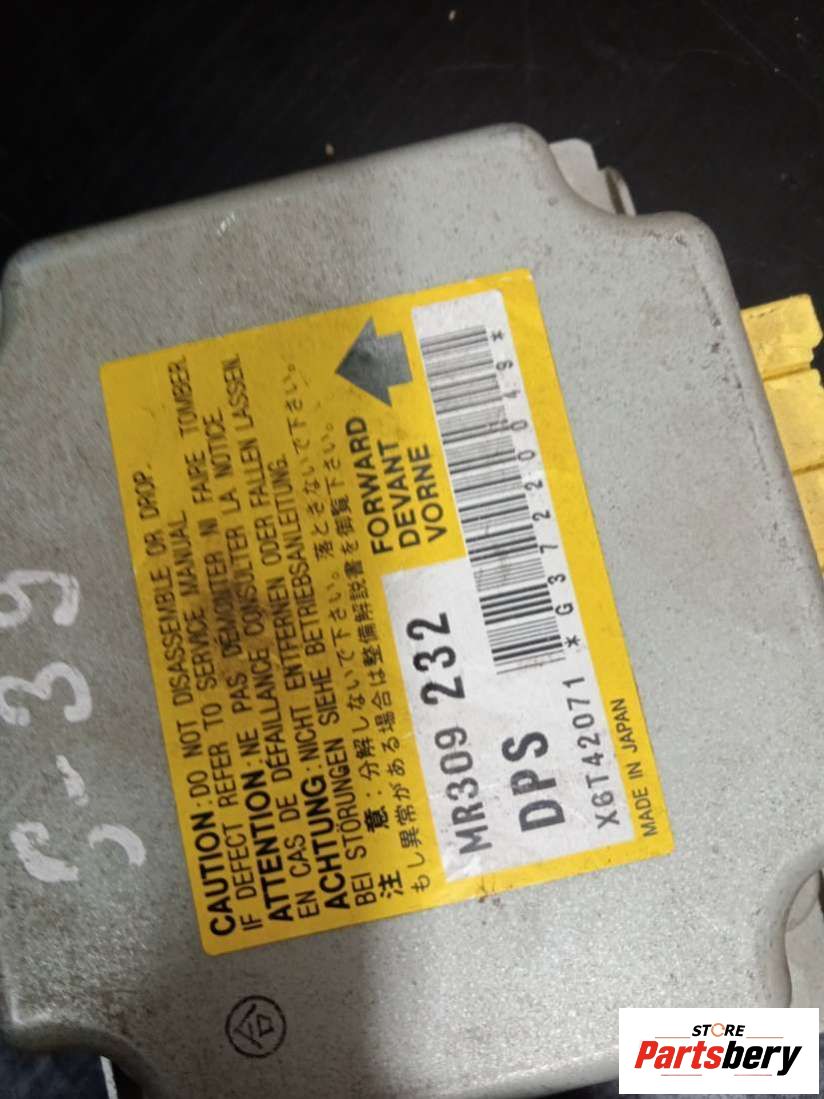 CAUTION:DO NOT DISASSEMBLE OR DROP.
IF DEFECT REFER TO SERVICE MANUAL.
ATTENTION:NE PAS DEMONTER NI FAIRE TOMBER.
EN CAS DE DÉFAILLANCE CONSULTER LA NOTICE.
ACHTUNG:NICHT ENTFERNEN ODER FALLEN LASSEN.
BEI STÖRUNGEN SIEHE BETRIEBSANLEITUNG.
注 意:分解しないで下さい。落とさないで下さい。
もし異常がある場合は整備解説書を御覧下さい。
FORWARD
DEVANT
VORNE
MR309 232
DPS
*G37220049*
X6T42071
MADE IN JAPAN
S-39
合
STORE
Partsbery